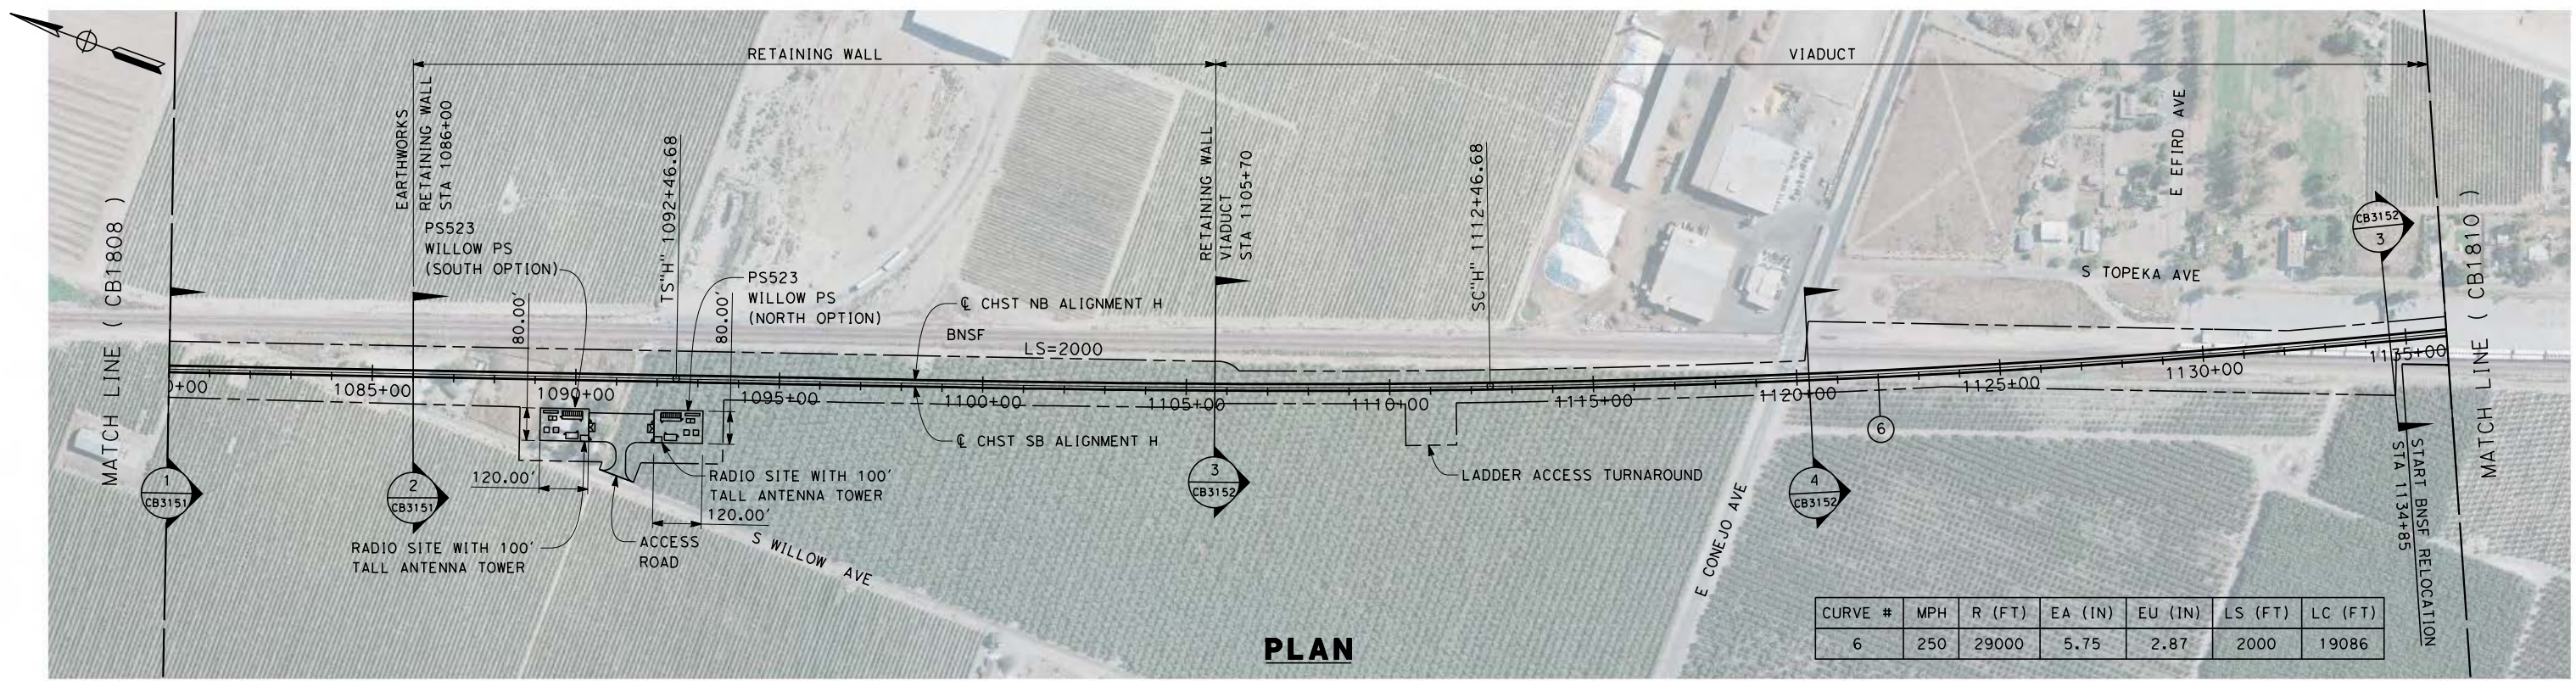 RETAINING WALL
VIADUCT
EARTHWORKS
RETAINING WALL
STA 1086+00
TS"H" 1092+46.68
RETAINING WALL
VIADUCT
STA 1105+70
SC"H" 1112+46.68
E EFIRD AVE
MATCH LINE ( CB1808 )
MATCH LINE ( CB1810 )
PS523
WILLOW PS
(SOUTH OPTION)
PS523
WILLOW PS
(NORTH OPTION)
80.00'
80.00'
℄ CHST NB ALIGNMENT H
BNSF
LS=2000
S TOPEKA AVE
CB3152
3
0+00
1085+00
1090+00
1095+00
1100+00
1105+00
1110+00
1115+00
1120+00
1125+00
1130+00
1135+00
6
℄ CHST SB ALIGNMENT H
1
CB3151
2
CB3151
120.00'
RADIO SITE WITH 100'
TALL ANTENNA TOWER
120.00'
3
CB3152
LADDER ACCESS TURNAROUND
4
CB3152
RADIO SITE WITH 100'
TALL ANTENNA TOWER
ACCESS
ROAD
S WILLOW AVE
E CONEJO AVE
START BNSF RELOCATION
STA 1134+85
CURVE # MPH R (FT) EA (IN) EU (IN) LS (FT) LC (FT)
6 250 29000 5.75 2.87 2000 19086
PLAN